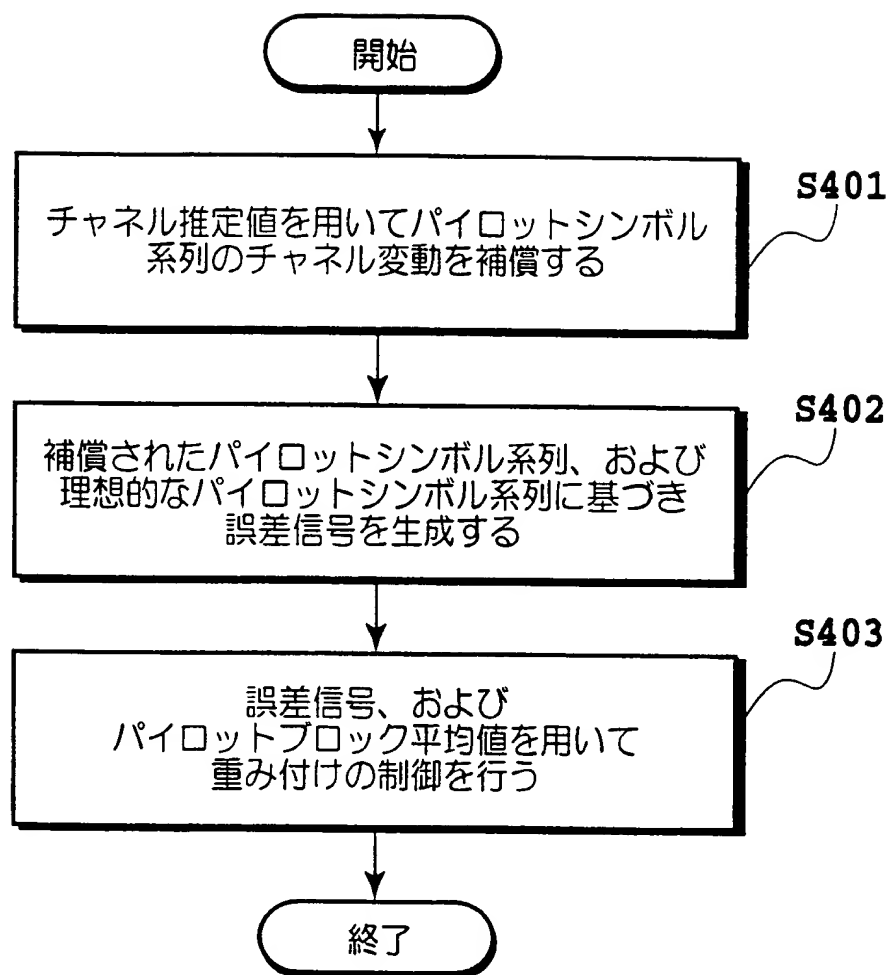 開始
S401
チャネル推定値を用いてパイロットシンボル
系列のチャネル変動を補償する
S402
補償されたパイロットシンボル系列、および
理想的なパイロットシンボル系列に基づき
誤差信号を生成する
S403
誤差信号、および
パイロットブロック平均値を用いて
重み付けの制御を行う
終了